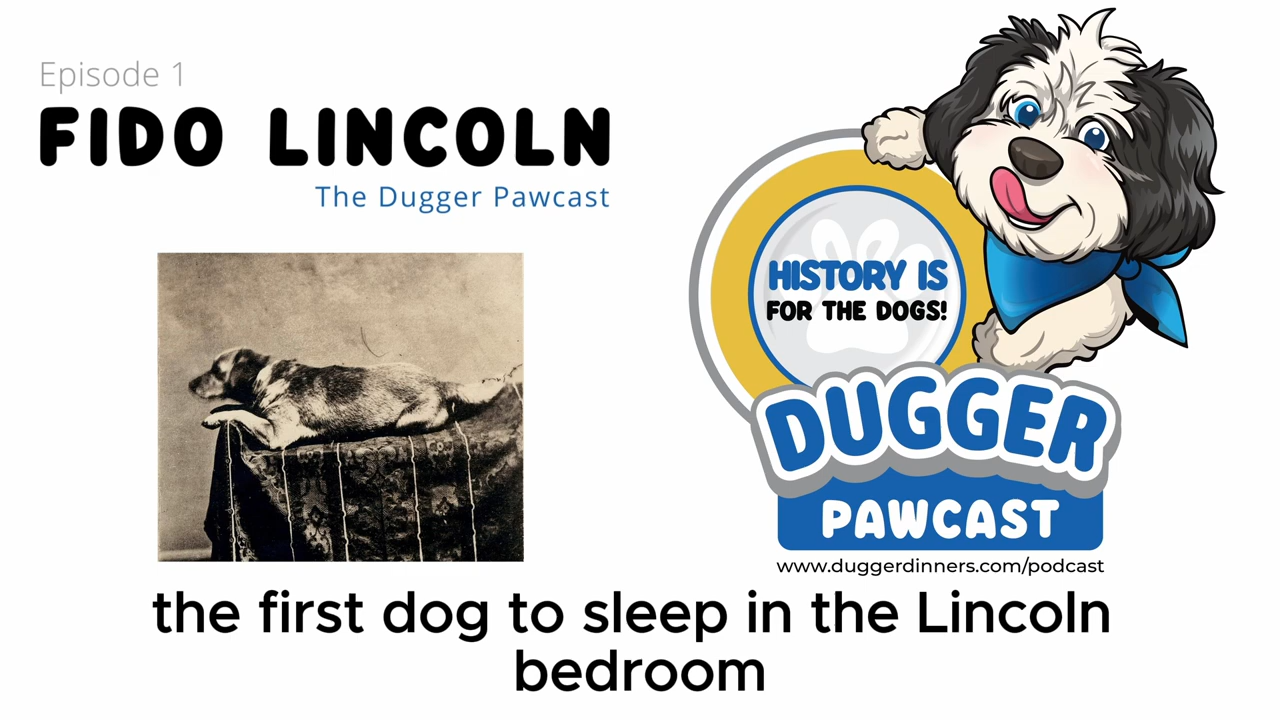 Episode 1
FIDO LINCOLN
The Dugger Pawcast
HISTORY IS
FOR THE DOGS!
DUGGER
PAWCAST
www.duggerdinners.com/podcast
the first dog to sleep in the Lincoln
bedroom